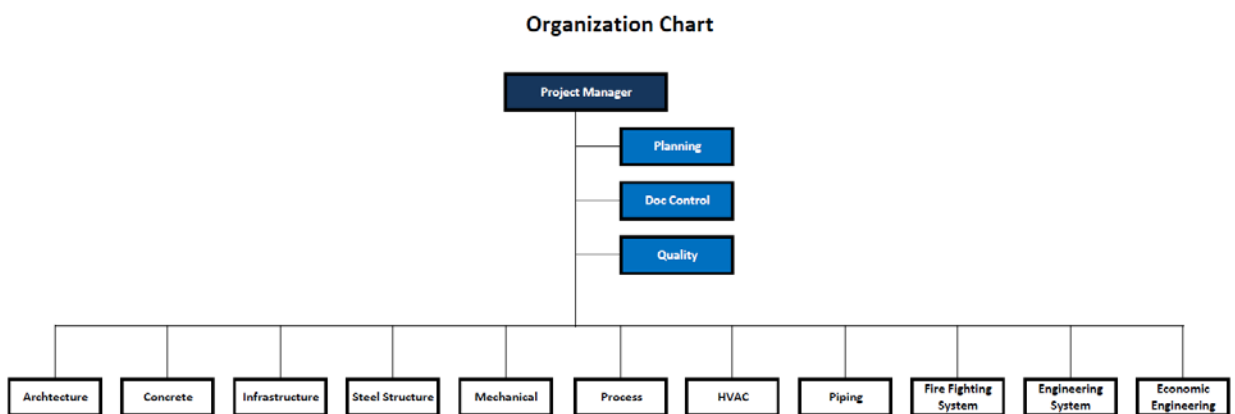 Organization Chart
Project Manager
Planning
Doc Control
Quality
Archtecture
Concrete
Infrastructure
Steel Structure
Mechanical
Process
HVAC
Piping
Fire Fighting
System
Engineering
System
Economic
Engineering